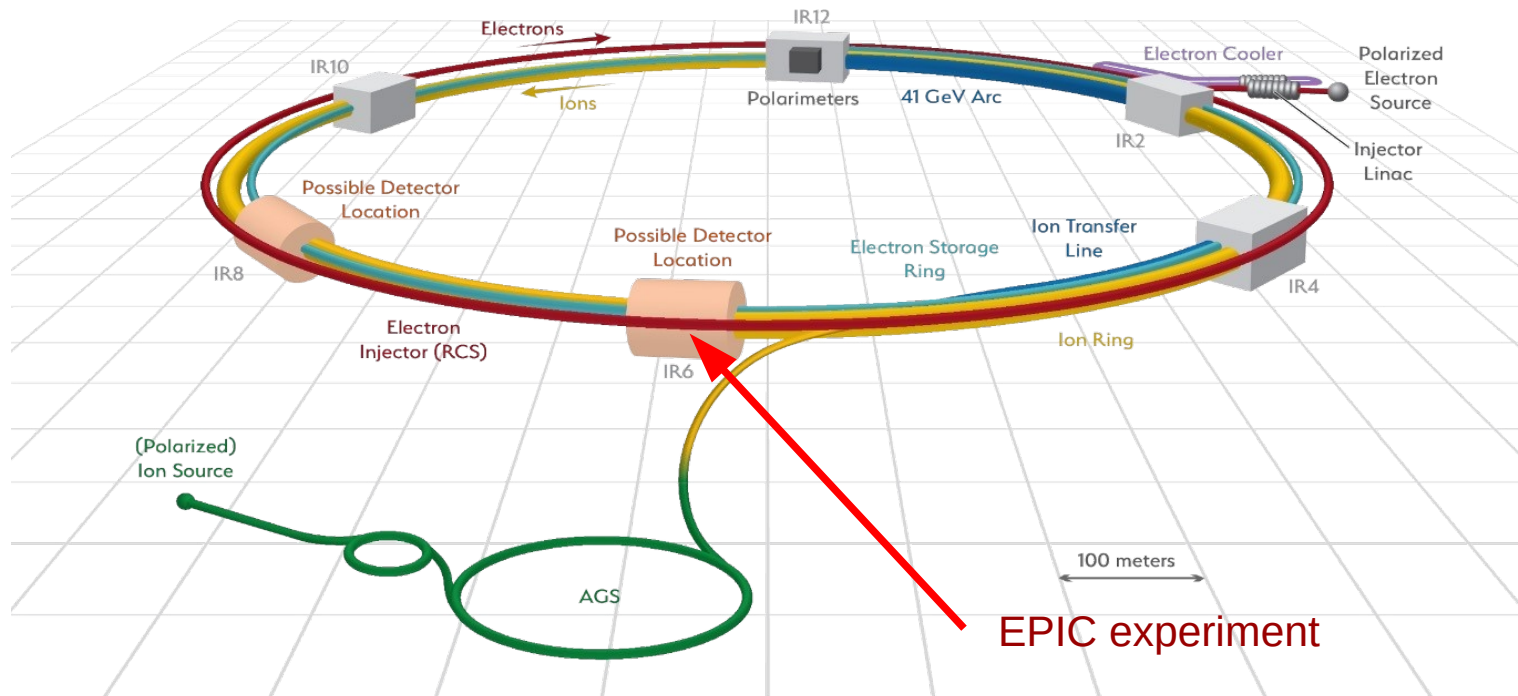 IR12
Electrons
IR10
Ions
Polarimeters
41 GeV Arc
Electron Cooler
Polarized
Electron
Source
IR2
Injector
Linac
Possible Detector
Location
IR8
Possible Detector
Location
Electron Storage
Ring
Ion Transfer
Line
IR4
Electron
Injector (RCS)
IR6
Ion Ring
(Polarized)
Ion Source
AGS
100 meters
EPIC experiment